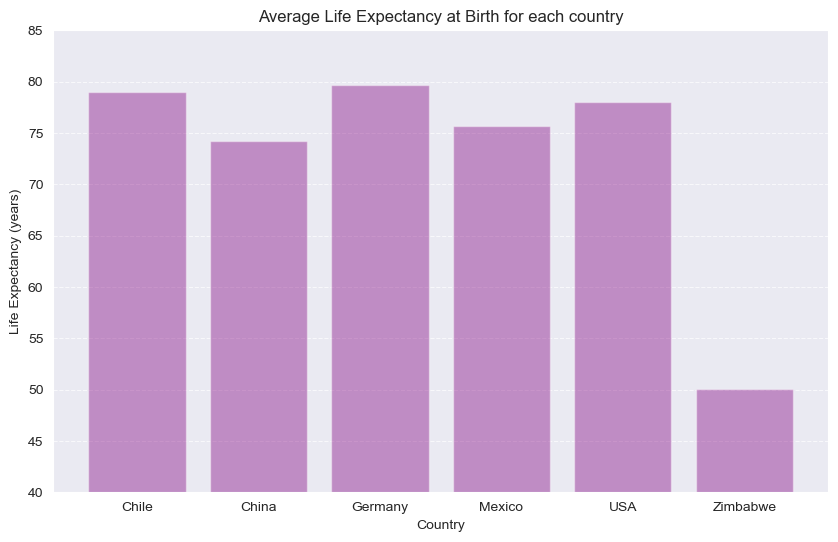 Average Life Expectancy at Birth for each country
85
80
75
70
65
60
55
50
45
40
Life Expectancy (years)
Chile China Germany Mexico USA Zimbabwe
Country